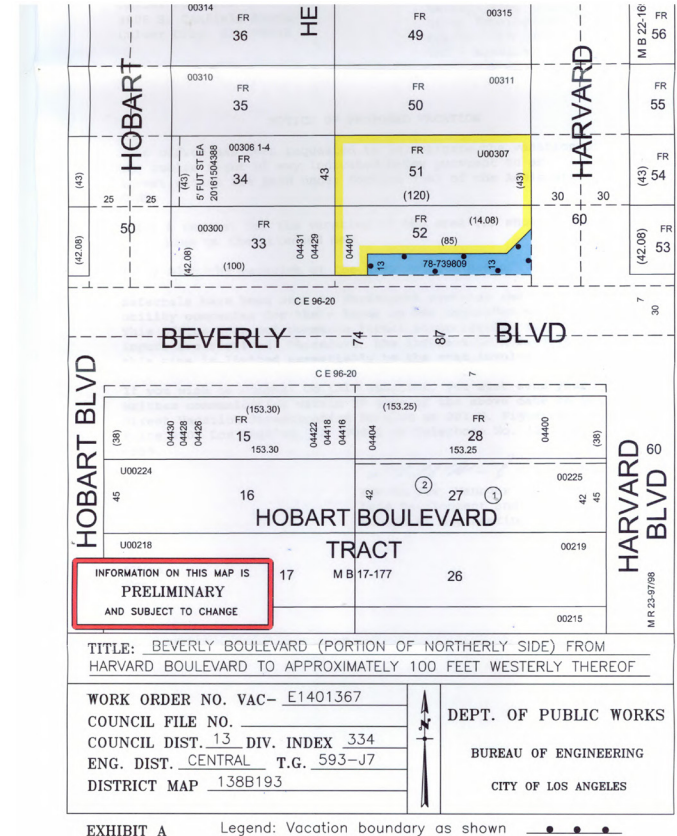 00314
FR
36
HE
FR
49
00315
M B 22-16
FR
56
00310
FR
35
FR
50
00311
FR
55
HOBART
HARVARD
(43)
5' FUT ST EA
20161504388
(43)
00306 1-4
FR
34
43
FR
51
U00307
(120)
(43)
(43)
FR
54
25 25
50
30 30
60
(42.08)
00300
FR
33
(42.08)
(100)
04431
04429
04401
FR
52
(14.08)
(85)
13
78-739809
13
(42.08)
FR
53
C E 96-20
7
30
BEVERLY
74
87
BLVD
C E 96-20
7
HOBART BLVD
(38)
04430
04428
04426
(153.30)
FR
15
153.30
04422
04418
04416
(153.25)
04404
FR
28
153.25
04400
(38)
60
HARVARD
BLVD
U00224
45
16
42
2
27
1
00225
42
45
HOBART BOULEVARD
TRACT
U00218
17
M B 17-177
26
00219
00215
M R 23-97/98
INFORMATION ON THIS MAP IS
PRELIMINARY
AND SUBJECT TO CHANGE
TITLE: BEVERLY BOULEVARD (PORTION OF NORTHERLY SIDE) FROM
HARVARD BOULEVARD TO APPROXIMATELY 100 FEET WESTERLY THEREOF
WORK ORDER NO. VAC- E1401367
COUNCIL FILE NO.
COUNCIL DIST. 13 DIV. INDEX 334
ENG. DIST. CENTRAL T.G. 593-J7
DISTRICT MAP 138B193
N
DEPT. OF PUBLIC WORKS
BUREAU OF ENGINEERING
CITY OF LOS ANGELES
EXHIBIT A
Legend: Vacation boundary as shown